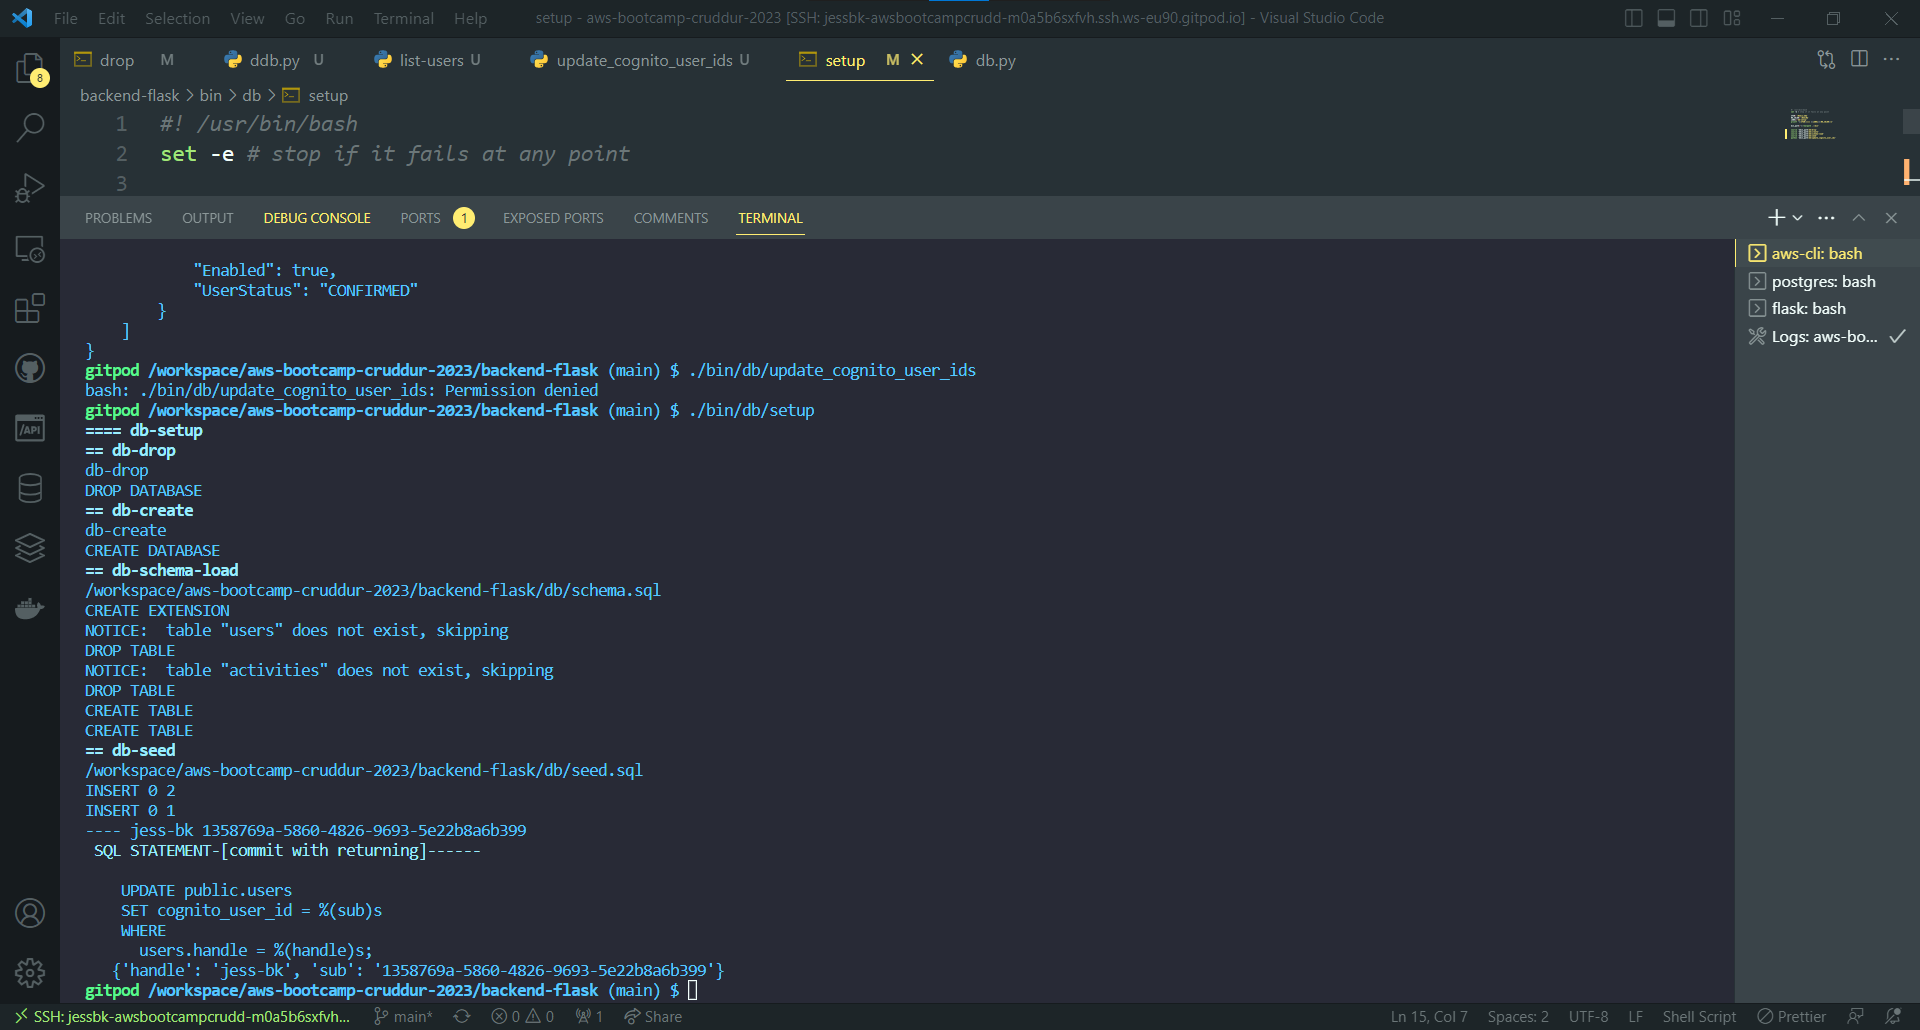 File Edit Selection View Go Run Terminal Help setup - aws-bootcamp-cruddur-2023 [SSH: jessbk-awsbootcampcrudd-m0a5b6sxfvh.ssh.ws-eu90.gitpod.io] - Visual Studio Code
drop M ddb.py U list-users U update_cognito_user_ids U setup M db.py
8
backend-flask > bin > db > setup
1 #! /usr/bin/bash
2 set -e # stop if it fails at any point
3
PROBLEMS OUTPUT DEBUG CONSOLE PORTS 1 EXPOSED PORTS COMMENTS TERMINAL
aws-cli: bash
postgres: bash
flask: bash
Logs: aws-bo...
/API
"Enabled": true,
"UserStatus": "CONFIRMED"
}
]
}
gitpod /workspace/aws-bootcamp-cruddur-2023/backend-flask (main) $ ./bin/db/update_cognito_user_ids
bash: ./bin/db/update_cognito_user_ids: Permission denied
gitpod /workspace/aws-bootcamp-cruddur-2023/backend-flask (main) $ ./bin/db/setup
==== db-setup
== db-drop
db-drop
DROP DATABASE
== db-create
db-create
CREATE DATABASE
== db-schema-load
/workspace/aws-bootcamp-cruddur-2023/backend-flask/db/schema.sql
CREATE EXTENSION
NOTICE:  table "users" does not exist, skipping
DROP TABLE
NOTICE:  table "activities" does not exist, skipping
DROP TABLE
CREATE TABLE
CREATE TABLE
== db-seed
/workspace/aws-bootcamp-cruddur-2023/backend-flask/db/seed.sql
INSERT 0 2
INSERT 0 1
---- jess-bk 1358769a-5860-4826-9693-5e22b8a6b399
SQL STATEMENT-[commit with returning]------
UPDATE public.users
SET cognito_user_id = %(sub)s
WHERE
users.handle = %(handle)s;
{'handle': 'jess-bk', 'sub': '1358769a-5860-4826-9693-5e22b8a6b399'}
gitpod /workspace/aws-bootcamp-cruddur-2023/backend-flask (main) $
SSH: jessbk-awsbootcampcrudd-m0a5b6sxfvh... main* 0 0 1 Share Ln 15, Col 7 Spaces: 2 UTF-8 LF Shell Script Prettier